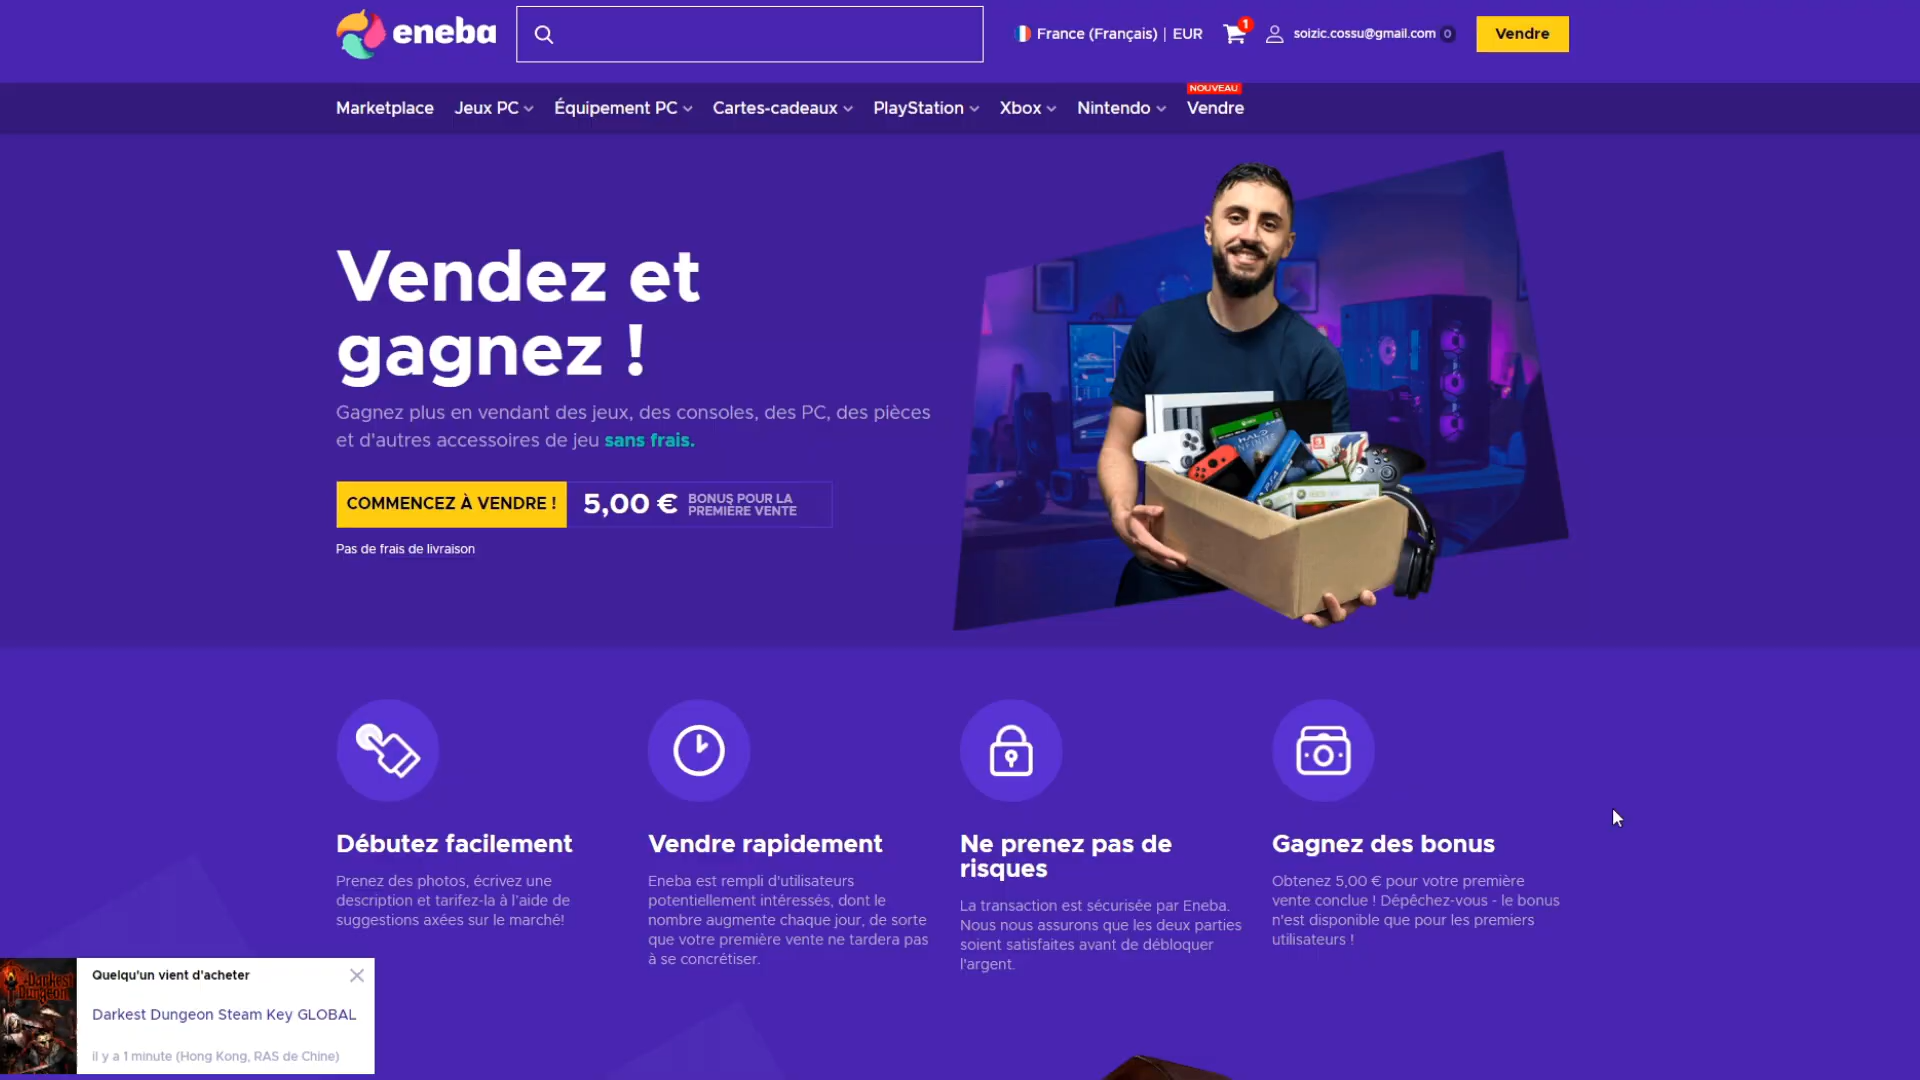 eneba
France (Français) | EUR
1
soizic.cossu@gmail.com 0
Vendre
NOUVEAU
Marketplace Jeux PC Équipement PC Cartes-cadeaux PlayStation Xbox Nintendo Vendre
Vendez et
gagnez !
Gagnez plus en vendant des jeux, des consoles, des PC, des pièces
et d'autres accessoires de jeu sans frais.
COMMENCEZ À VENDRE !
5,00 €
BONUS POUR LA
PREMIÈRE VENTE
Pas de frais de livraison
HALO
INFINITE
PS4
Débutez facilement
Prenez des photos, écrivez une
description et tarifez-la à l'aide de
suggestions axées sur le marché!
Vendre rapidement
Eneba est rempli d'utilisateurs
potentiellement intéressés, dont le
nombre augmente chaque jour, de sorte
que votre première vente ne tardera pas
à se concrétiser.
Ne prenez pas de
risques
La transaction est sécurisée par Eneba.
Nous nous assurons que les deux parties
soient satisfaites avant de débloquer
l'argent.
Gagnez des bonus
Obtenez 5,00 € pour votre première
vente conclue ! Dépêchez-vous - le bonus
n'est disponible que pour les premiers
utilisateurs !
Darkest
Dungeon
Quelqu'un vient d'acheter
Darkest Dungeon Steam Key GLOBAL
il y a 1 minute (Hong Kong, RAS de Chine)